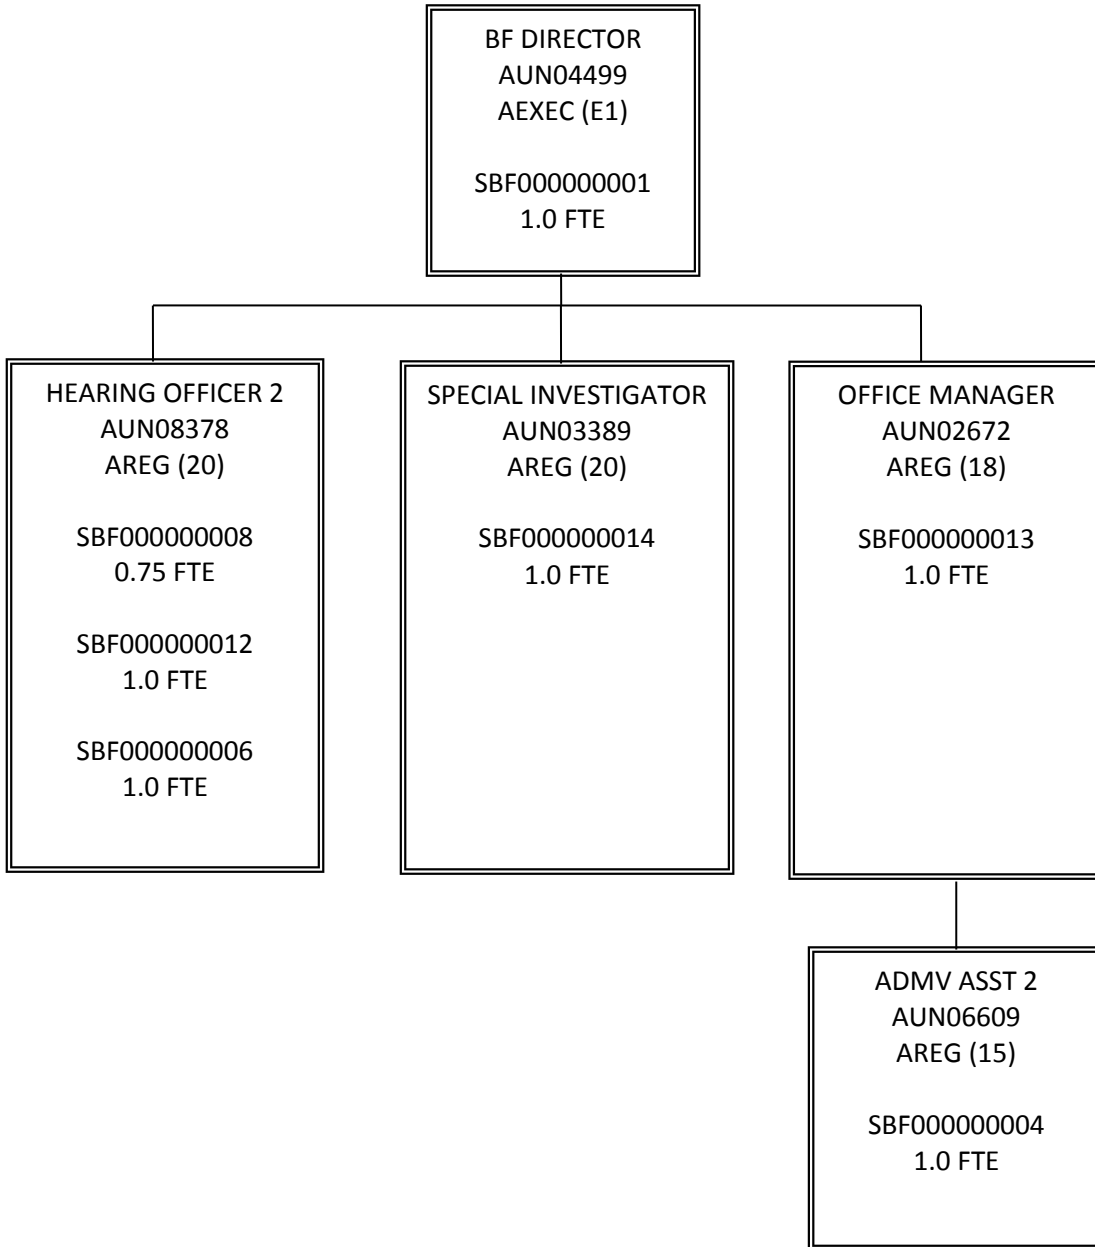 BF DIRECTOR
AUN04499
AEXEC (E1)
SBF000000001
1.0 FTE
HEARING OFFICER 2
AUN08378
AREG (20)
SBF000000008
0.75 FTE
SBF000000012
1.0 FTE
SBF000000006
1.0 FTE
SPECIAL INVESTIGATOR
AUN03389
AREG (20)
SBF000000014
1.0 FTE
OFFICE MANAGER
AUN02672
AREG (18)
SBF000000013
1.0 FTE
ADMV ASST 2
AUN06609
AREG (15)
SBF000000004
1.0 FTE